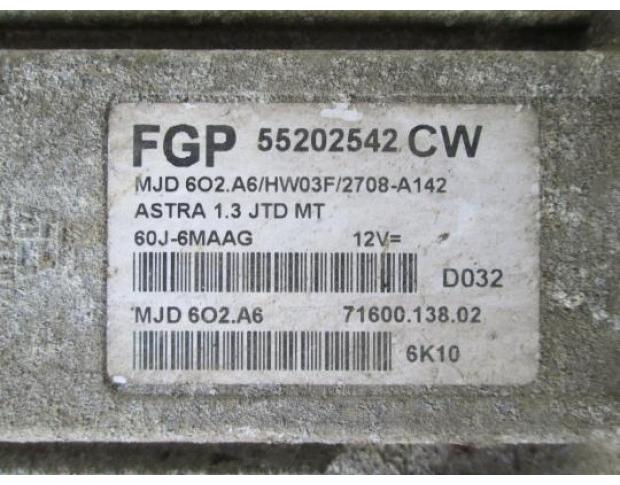 FGP 55202542 CW
MJD 6O2.A6/HW03F/2708-A142
ASTRA 1.3 JTD MT
60J-6MAAG 12V=
D032
MJD 6O2.A6 71600.138.02
6K10